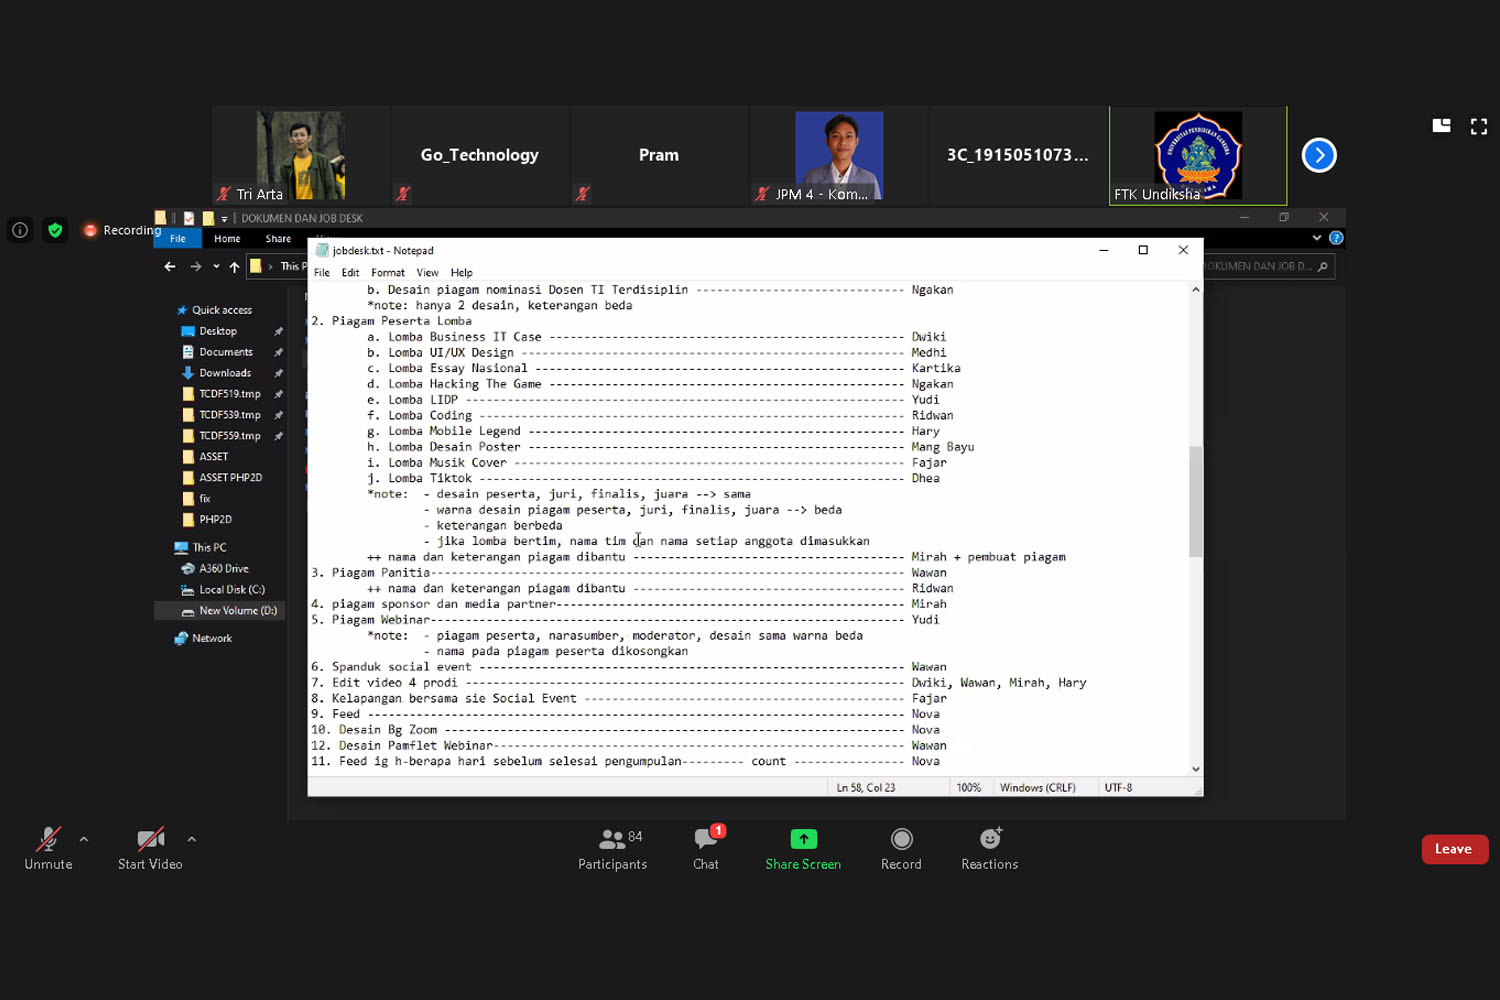 Go_Technology
Pram
3C_1915051073...
Tri Arta
JPM 4 - Kom...
FTK Undiksha
UNIVERSITAS PENDIDIKAN GANESHA
Recording
DOKUMEN DAN JOB DESK
File Home Share
This P
DOKUMEN DAN JOB D...
Quick access
Desktop
Documents
Downloads
TCDF519.tmp
TCDF539.tmp
TCDF559.tmp
ASSET
ASSET PHP2D
fix
PHP2D
This PC
A360 Drive
Local Disk (C:)
New Volume (D:)
Network
jobdesk.txt - Notepad
File Edit Format View Help
b. Desain piagam nominasi Dosen TI Terdisiplin ------------------------------ Ngakan
*note: hanya 2 desain, keterangan beda
2. Piagam Peserta Lomba
a. Lomba Business IT Case --------------------------------------------------- Dwiki
b. Lomba UI/UX Design ------------------------------------------------------- Medhi
c. Lomba Essay Nasional ----------------------------------------------------- Kartika
d. Lomba Hacking The Game --------------------------------------------------- Ngakan
e. Lomba LIDP --------------------------------------------------------------- Yudi
f. Lomba Coding ------------------------------------------------------------- Ridwan
g. Lomba Mobile Legend ------------------------------------------------------ Hary
h. Lomba Desain Poster ------------------------------------------------------ Mang Bayu
i. Lomba Musik Cover -------------------------------------------------------- Fajar
j. Lomba Tiktok ------------------------------------------------------------- Dhea
*note: - desain peserta, juri, finalis, juara --> sama
- warna desain piagam peserta, juri, finalis, juara --> beda
- keterangan berbeda
- jika lomba bertim, nama tim dan nama setiap anggota dimasukkan
++ nama dan keterangan piagam dibantu --------------------------------------- Mirah + pembuat piagam
3. Piagam Panitia-------------------------------------------------------------------- Wawan
++ nama dan keterangan piagam dibantu --------------------------------------- Ridwan
4. piagam sponsor dan media partner-------------------------------------------------- Mirah
5. Piagam Webinar-------------------------------------------------------------------- Yudi
*note: - piagam peserta, narasumber, moderator, desain sama warna beda
- nama pada piagam peserta dikosongkan
6. Spanduk social event ------------------------------------------------------------- Wawan
7. Edit video 4 prodi --------------------------------------------------------------- Dwiki, Wawan, Mirah, Hary
8. Kelapangan bersama sie Social Event ---------------------------------------------- Fajar
9. Feed ----------------------------------------------------------------------------- Nova
10. Desain Bg Zoom ------------------------------------------------------------------ Nova
12. Desain Pamflet Webinar----------------------------------------------------------- Wawan
11. Feed ig h-berapa hari sebelum selesai pengumpulan--------- count ---------------- Nova
Ln 58, Col 23 100% Windows (CRLF) UTF-8
84
1
Unmute Start Video Participants Chat Share Screen Record Reactions Leave